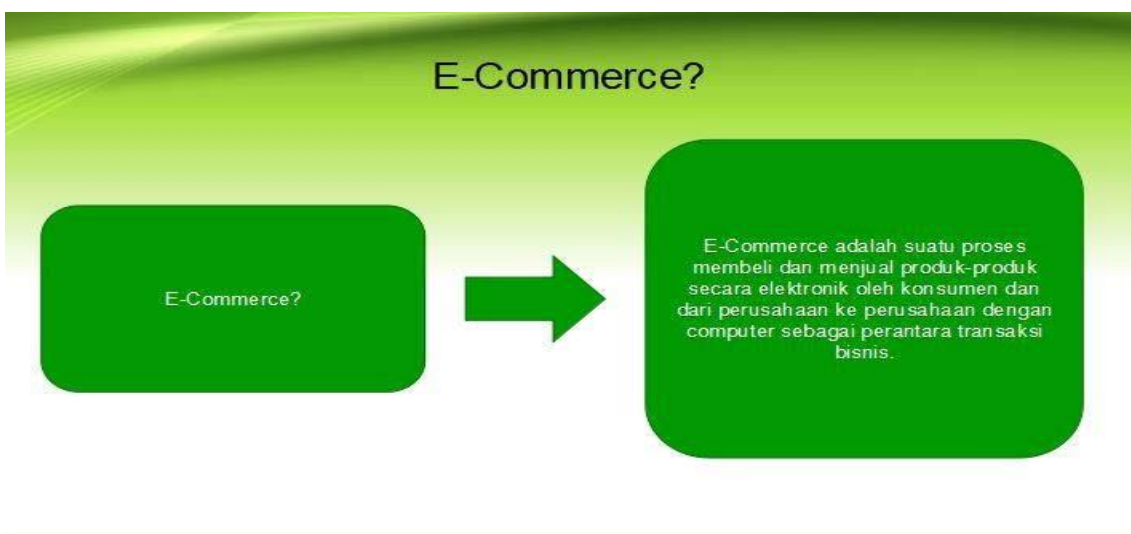 E-Commerce?
E-Commerce?
E-Commerce adalah suatu proses
membeli dan menjual produk-produk
secara elektronik oleh konsumen dan
dari perusahaan ke perusahaan dengan
computer sebagai perantara transaksi
bisnis.